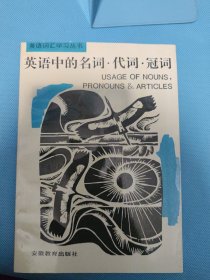 英语词汇学习丛书
英语中的名词·代词·冠词
USAGE OF NOUNS,
PRONOUNS & ARTICLES
安徽教育出版社